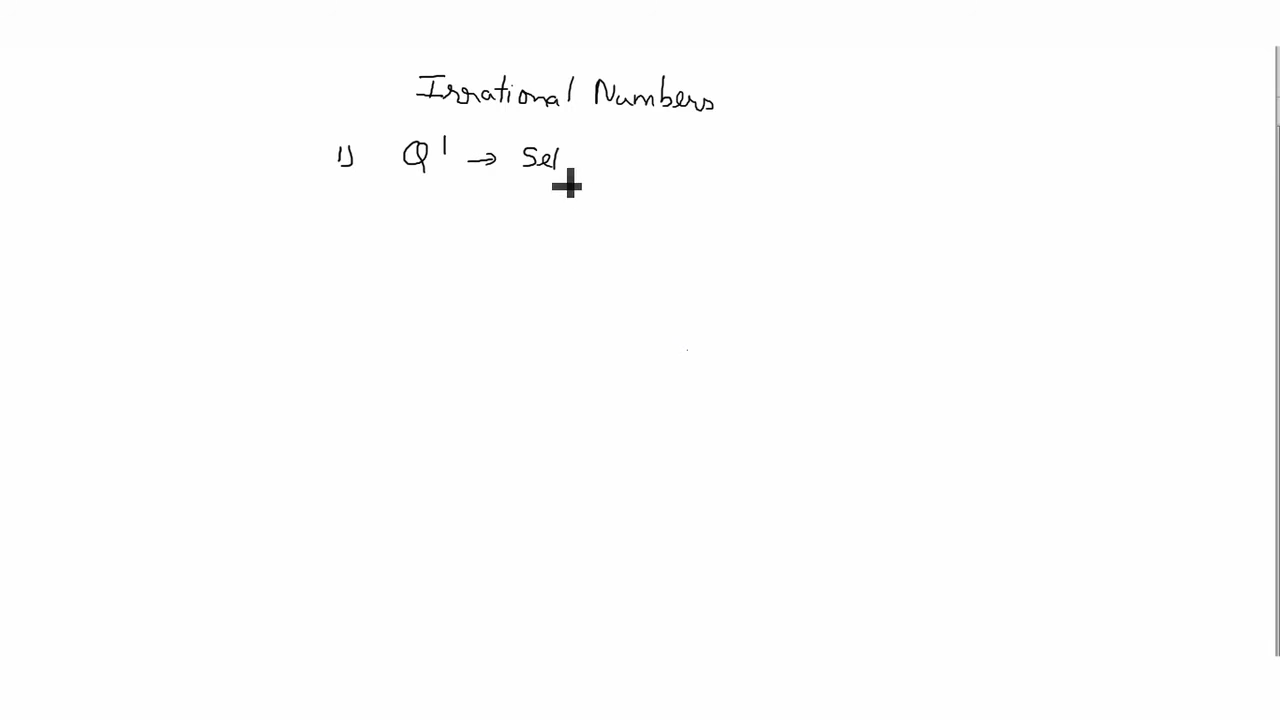 Irrational Numbers
1) Q' → Set